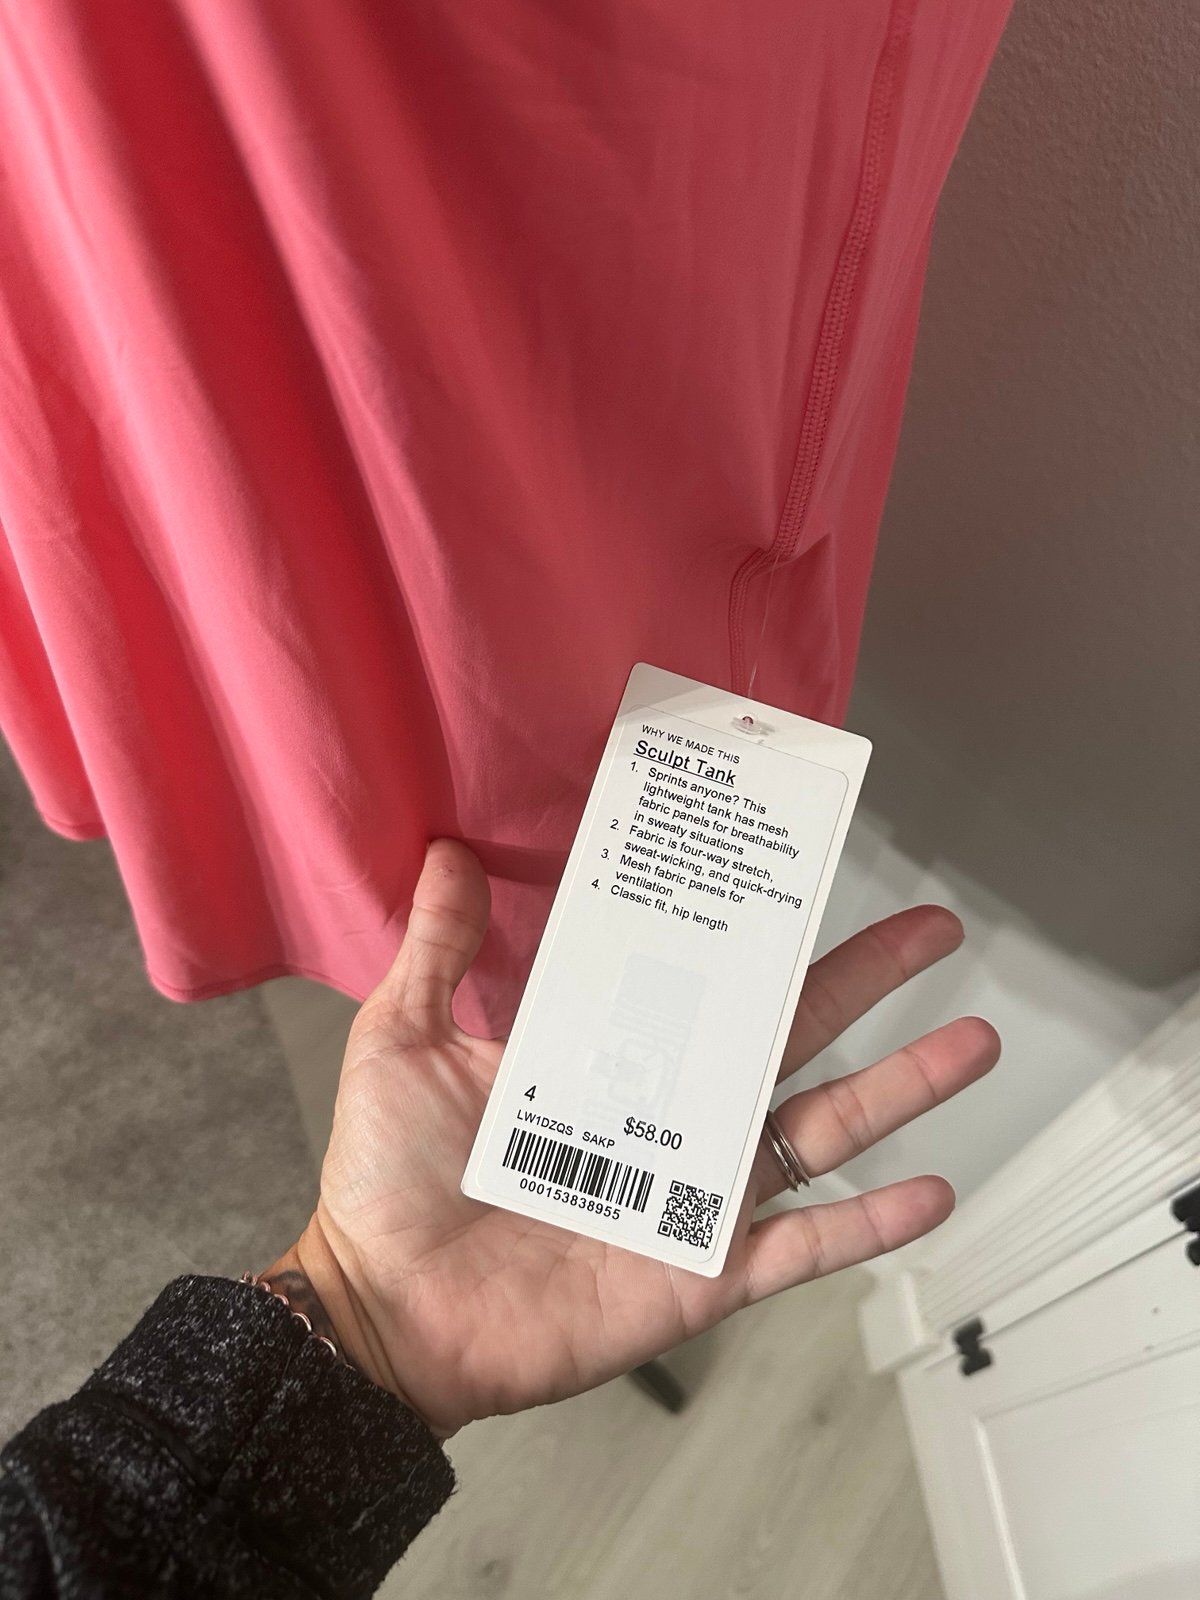 WHY WE MADE THIS
Sculpt Tank
1. Sprints anyone? This
lightweight tank has mesh
fabric panels for breathability
in sweaty situations
2. Fabric is four-way stretch,
sweat-wicking, and quick-drying
3. Mesh fabric panels for
ventilation
4. Classic fit, hip length
4
LW1DZQS SAKP $58.00
000153838955